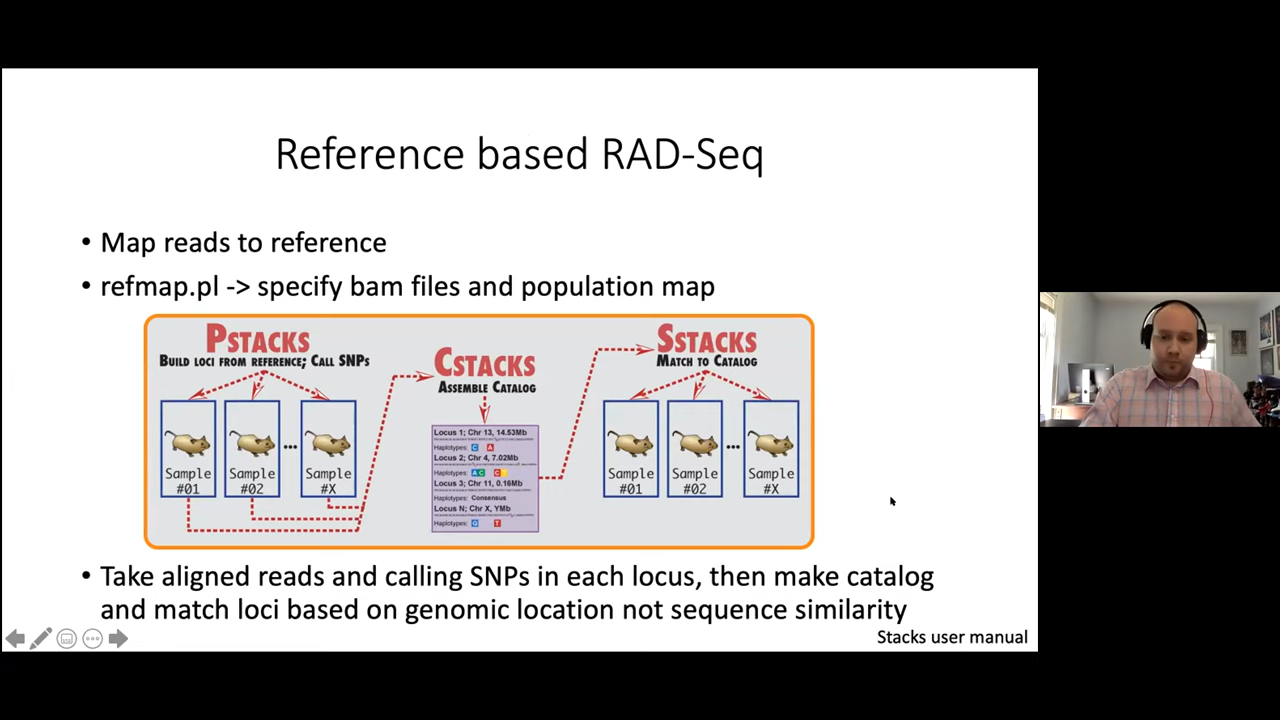 Reference based RAD-Seq
• Map reads to reference
• refmap.pl -> specify bam files and population map
PSTACKS
BUILD LOCI FROM REFERENCE; CALL SNPS
CSTACKS
ASSEMBLE CATALOG
SSTACKS
MATCH TO CATALOG
Sample #01
Sample #02
...
Sample #X
Locus 1; Chr 13, 14.53Mb
Haplotypes: C A
Locus 2; Chr 4, 7.02Mb
Haplotypes: AC C
Locus 3; Chr 11, 0.16Mb
Haplotypes: Consensus
Locus N; Chr X, YMb
Haplotypes: G T
Sample #01
Sample #02
...
Sample #X
• Take aligned reads and calling SNPs in each locus, then make catalog
and match loci based on genomic location not sequence similarity
Stacks user manual